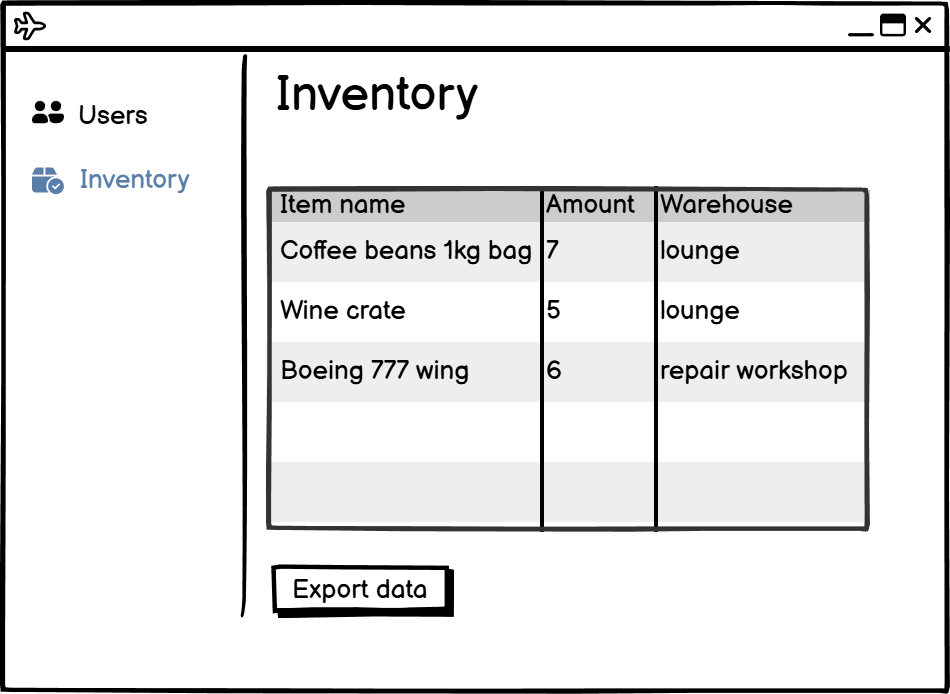 Users
Inventory
Inventory
Item name Amount Warehouse
Coffee beans 1kg bag 7 lounge
Wine crate 5 lounge
Boeing 777 wing 6 repair workshop
Export data